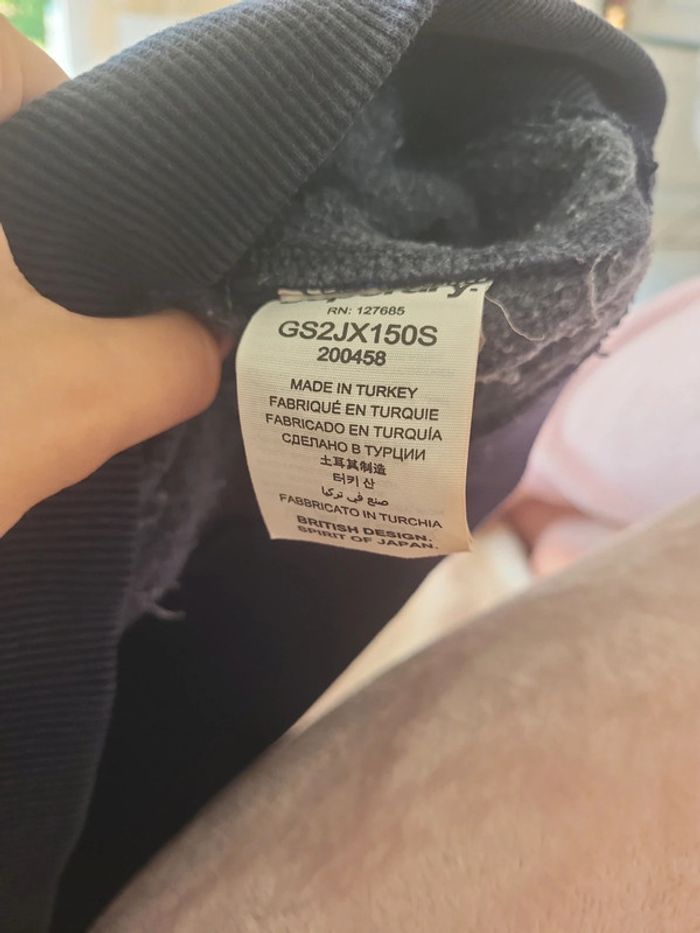 RN: 127685
GS2JX150S
200458
MADE IN TURKEY
FABRIQUÉ EN TURQUIE
FABRICADO EN TURQUÍA
СДЕЛАНО В ТУРЦИИ
土耳其制造
터키 산
صنع في تركيا
FABBRICATO IN TURCHIA
BRITISH DESIGN.
SPIRIT OF JAPAN.